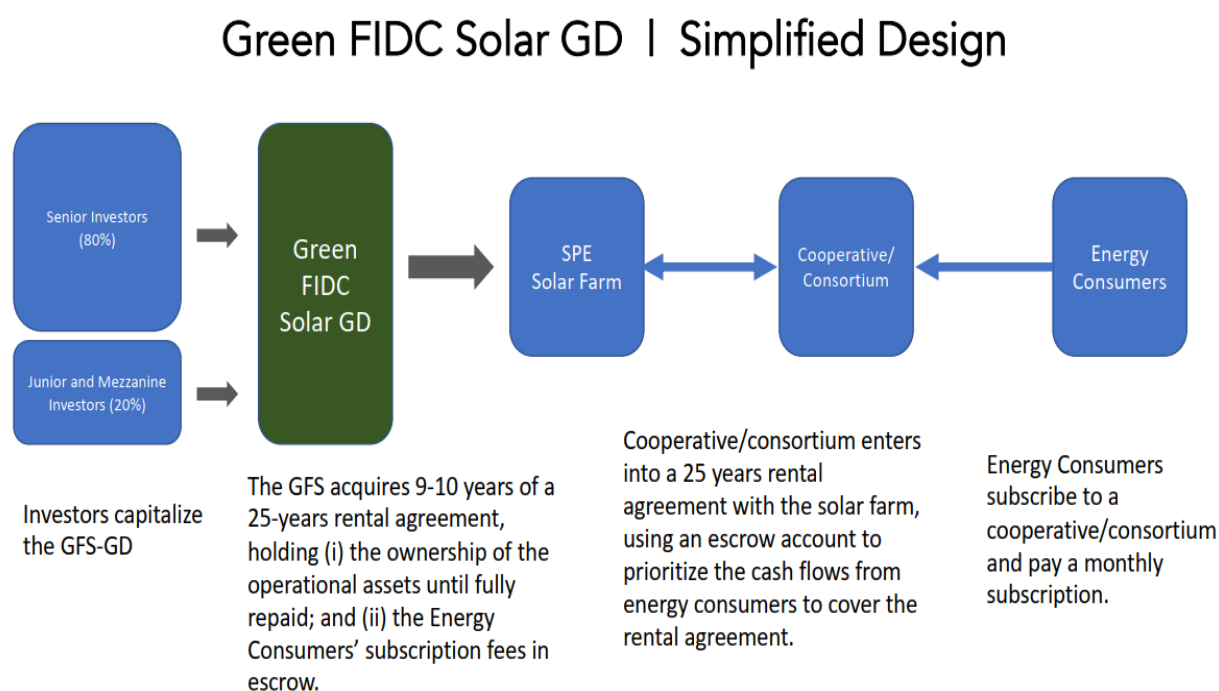 Green FIDC Solar GD | Simplified Design
Senior Investors
(80%)
Junior and Mezzanine
Investors (20%)
Green
FIDC
Solar GD
SPE
Solar Farm
Cooperative/
Consortium
Energy
Consumers
Investors capitalize
the GFS-GD
The GFS acquires 9-10 years of a
25-years rental agreement,
holding (i) the ownership of the
operational assets until fully
repaid; and (ii) the Energy
Consumers’ subscription fees in
escrow.
Cooperative/consortium enters
into a 25 years rental
agreement with the solar farm,
using an escrow account to
prioritize the cash flows from
energy consumers to cover the
rental agreement.
Energy Consumers
subscribe to a
cooperative/consortium
and pay a monthly
subscription.